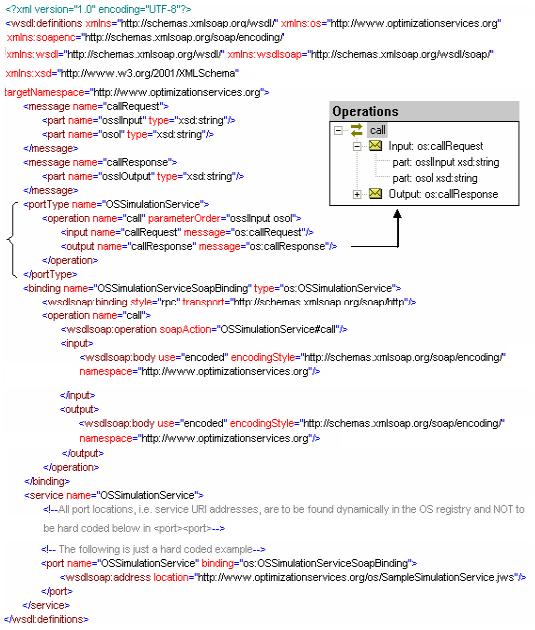 <?xml version="1.0" encoding="UTF-8"?>
<wsdl:definitions xmlns="http://schemas.xmlsoap.org/wsdl/" xmlns:os="http://www.optimizationservices.org"
xmlns:soapenc="http://schemas.xmlsoap.org/soap/encoding/"
xmlns:wsdl="http://schemas.xmlsoap.org/wsdl/" xmlns:wsdlsoap="http://schemas.xmlsoap.org/wsdl/soap/"
xmlns:xsd="http://www.w3.org/2001/XMLSchema"
targetNamespace="http://www.optimizationservices.org">
<message name="callRequest">
<part name="osslInput" type="xsd:string"/>
<part name="osol" type="xsd:string"/>
</message>
<message name="callResponse">
<part name="osslOutput" type="xsd:string"/>
</message>
<portType name="OSSimulationService">
<operation name="call" parameterOrder="osslInput osol">
<input name="callRequest" message="os:callRequest"/>
<output name="callResponse" message="os:callResponse"/>
</operation>
</portType>
Operations
call
Input: os:callRequest
part: osslInput xsd:string
part: osol xsd:string
Output: os:callResponse
<binding name="OSSimulationServiceSoapBinding" type="os:OSSimulationService">
<wsdlsoap:binding style="rpc" transport="http://schemas.xmlsoap.org/soap/http"/>
<operation name="call">
<wsdlsoap:operation soapAction="OSSimulationService#call"/>
<input>
<wsdlsoap:body use="encoded" encodingStyle="http://schemas.xmlsoap.org/soap/encoding/"
namespace="http://www.optimizationservices.org"/>
</input>
<output>
<wsdlsoap:body use="encoded" encodingStyle="http://schemas.xmlsoap.org/soap/encoding/"
namespace="http://www.optimizationservices.org"/>
</output>
</operation>
</binding>
<service name="OSSimulationService">
<!--All port locations, i.e. service URI addresses, are to be found dynamically in the OS registry and NOT to
be hard coded below in <port><port>-->
<!-- The following is just a hard coded example-->
<port name="OSSimulationService" binding="os:OSSimulationServiceSoapBinding">
<wsdlsoap:address location="http://www.optimizationservices.org/os/SampleSimulationService.jws"/>
</port>
</service>
</wsdl:definitions>